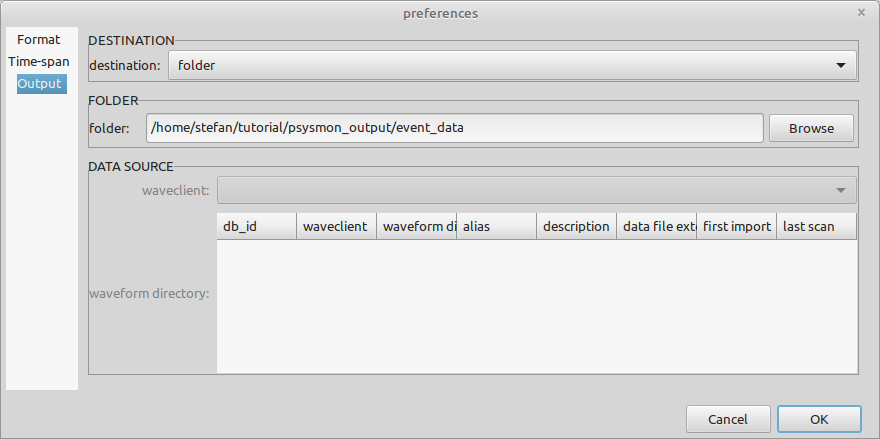 preferences
Format
Time-span
Output
DESTINATION
destination: folder
FOLDER
folder: /home/stefan/tutorial/psysmon_output/event_data Browse
DATA SOURCE
waveclient:
db_id waveclient waveform di alias description data file exte first import last scan
waveform directory:
Cancel OK